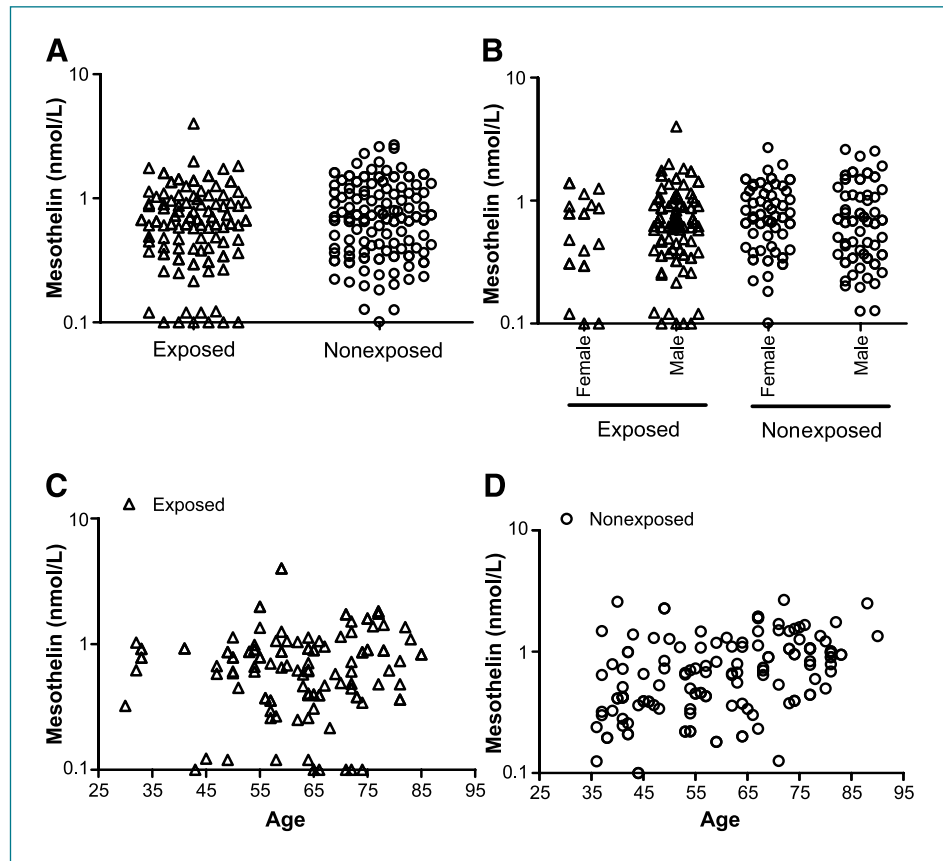 A
B
10
1
0.1
Mesothelin (nmol/L)
Exposed
Nonexposed
10
1
0.1
Mesothelin (nmol/L)
Female
Male
Female
Male
Exposed
Nonexposed
C
D
Exposed
10
1
0.1
Mesothelin (nmol/L)
25 35 45 55 65 75 85 95
Age
Nonexposed
10
1
0.1
Mesothelin (nmol/L)
25 35 45 55 65 75 85 95
Age